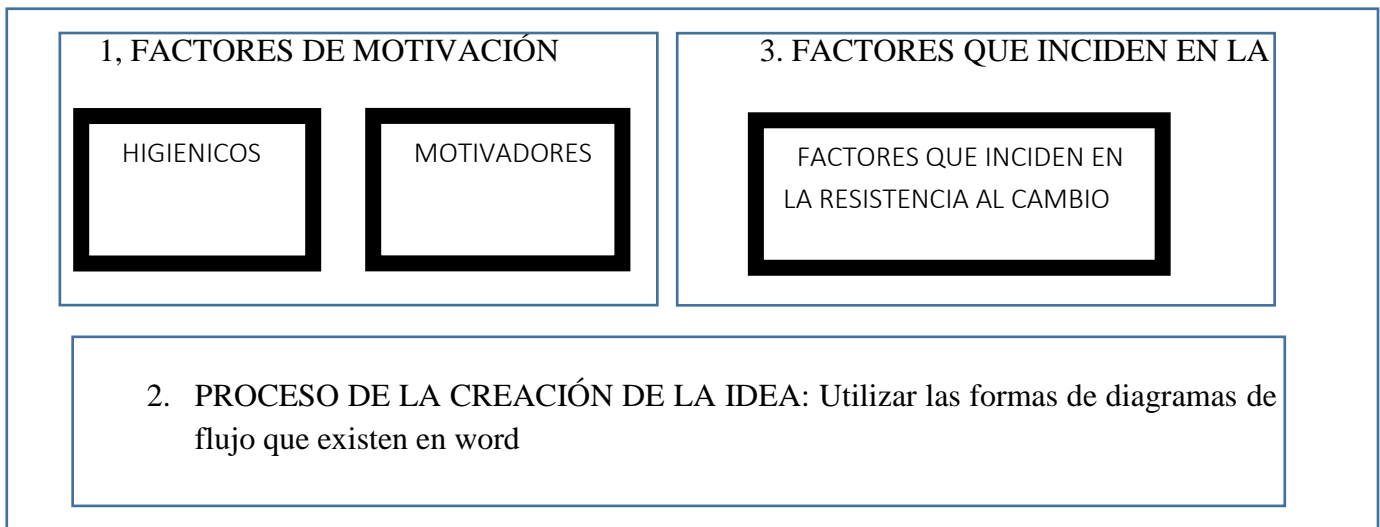 1, FACTORES DE MOTIVACIÓN
HIGIENICOS
MOTIVADORES
3. FACTORES QUE INCIDEN EN LA
FACTORES QUE INCIDEN EN
LA RESISTENCIA AL CAMBIO
2. PROCESO DE LA CREACIÓN DE LA IDEA: Utilizar las formas de diagramas de
flujo que existen en word